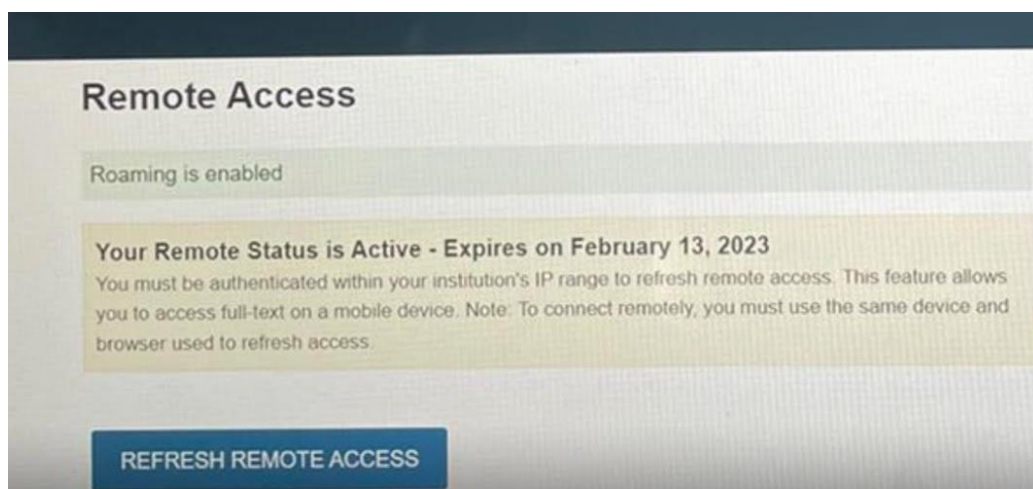 Remote Access
Roaming is enabled
Your Remote Status is Active - Expires on February 13, 2023
You must be authenticated within your institution's IP range to refresh remote access. This feature allows
you to access full-text on a mobile device. Note: To connect remotely, you must use the same device and
browser used to refresh access.
REFRESH REMOTE ACCESS